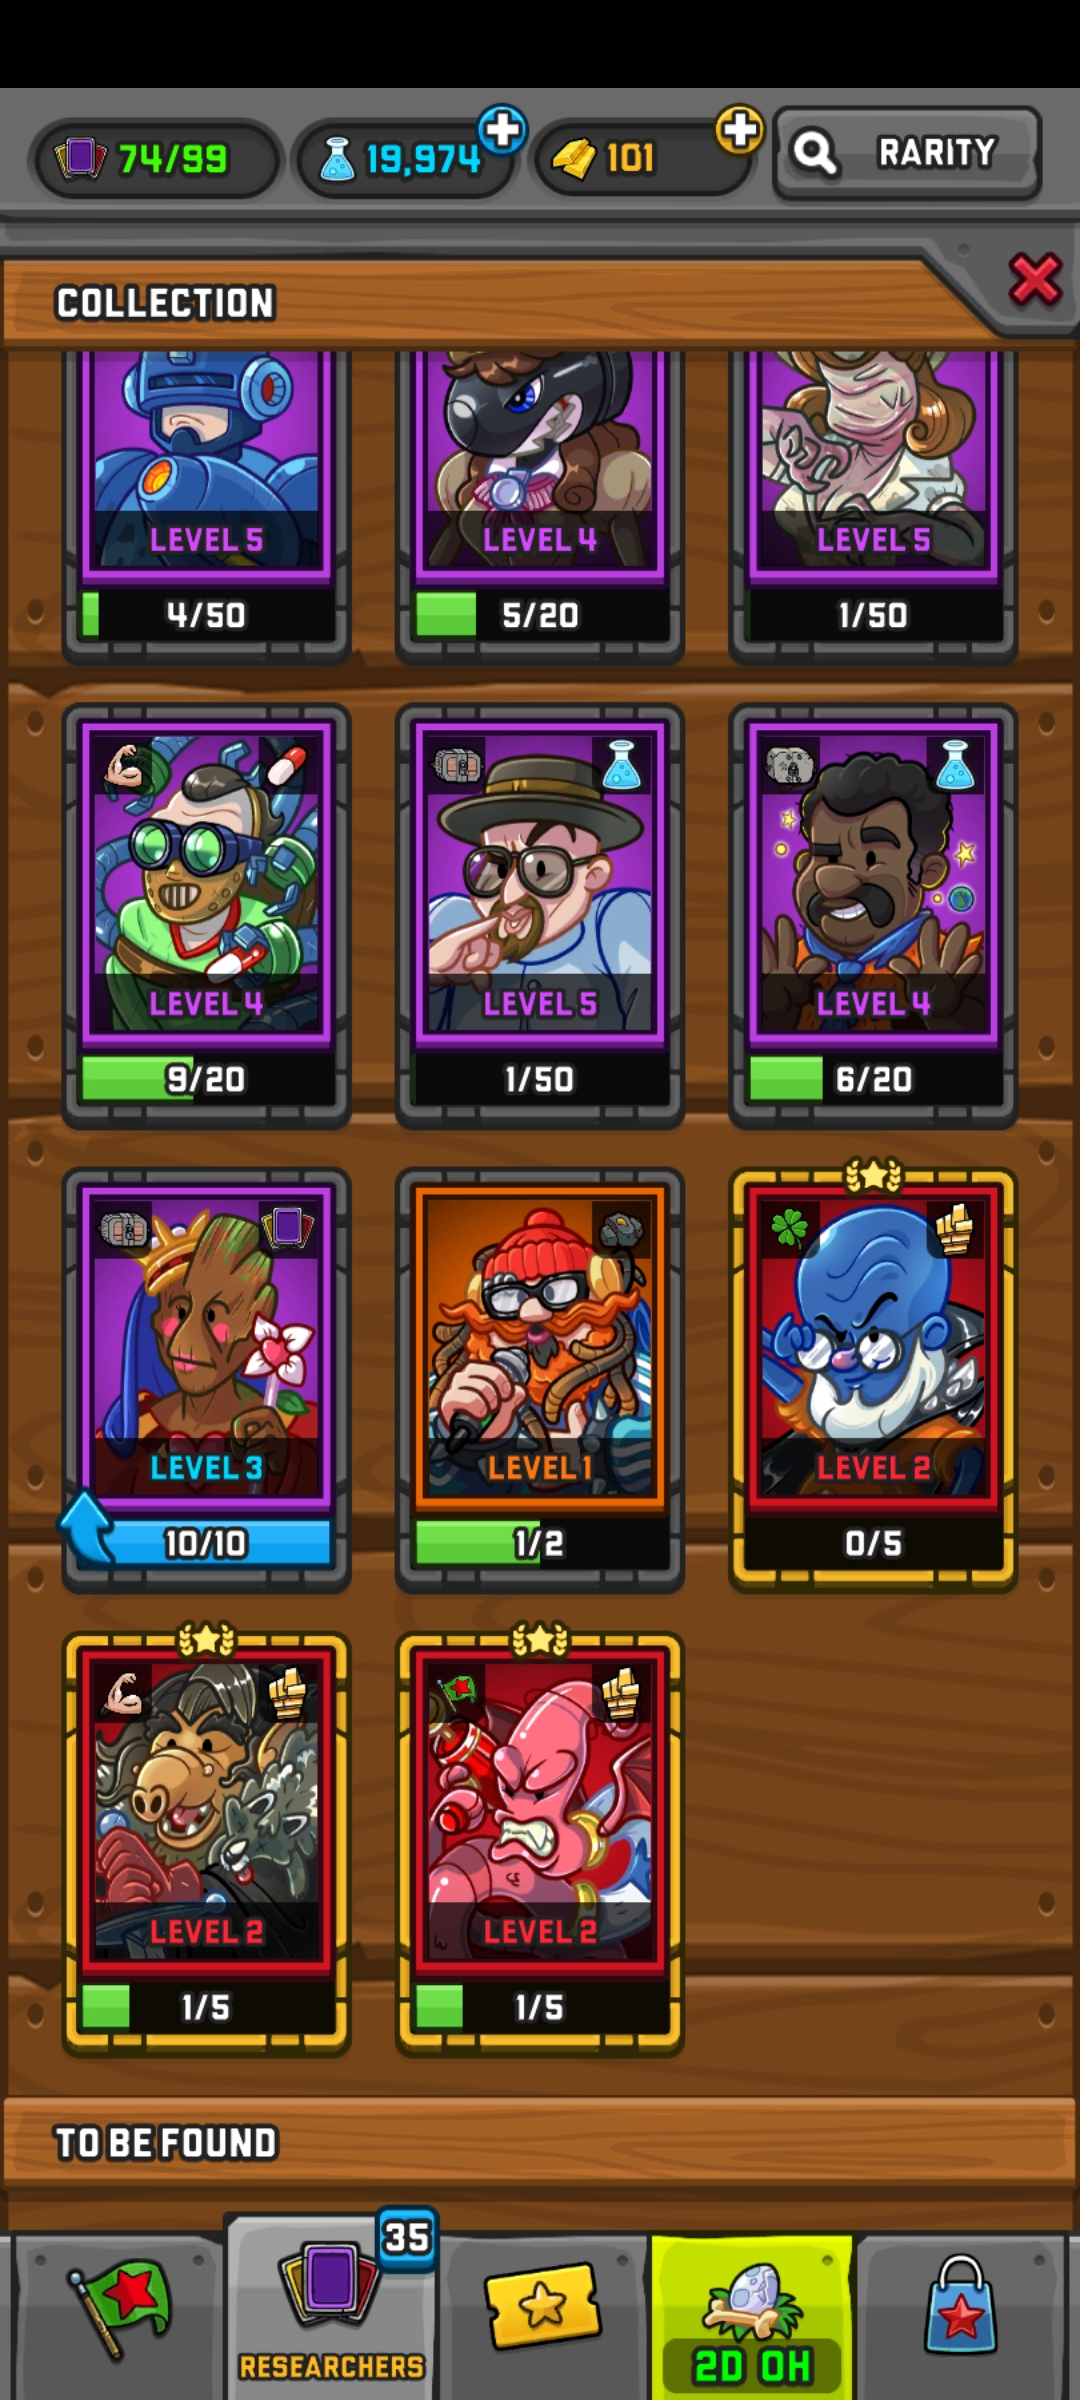 74/99 19,974 101 RARITY
COLLECTION
LEVEL 5 LEVEL 4 LEVEL 5
4/50 5/20 1/50
LEVEL 4 LEVEL 5 LEVEL 4
9/20 1/50 6/20
LEVEL 3 LEVEL 1 LEVEL 2
10/10 1/2 0/5
LEVEL 2 LEVEL 2
1/5 1/5
TO BE FOUND
35
RESEARCHERS 2D 0H